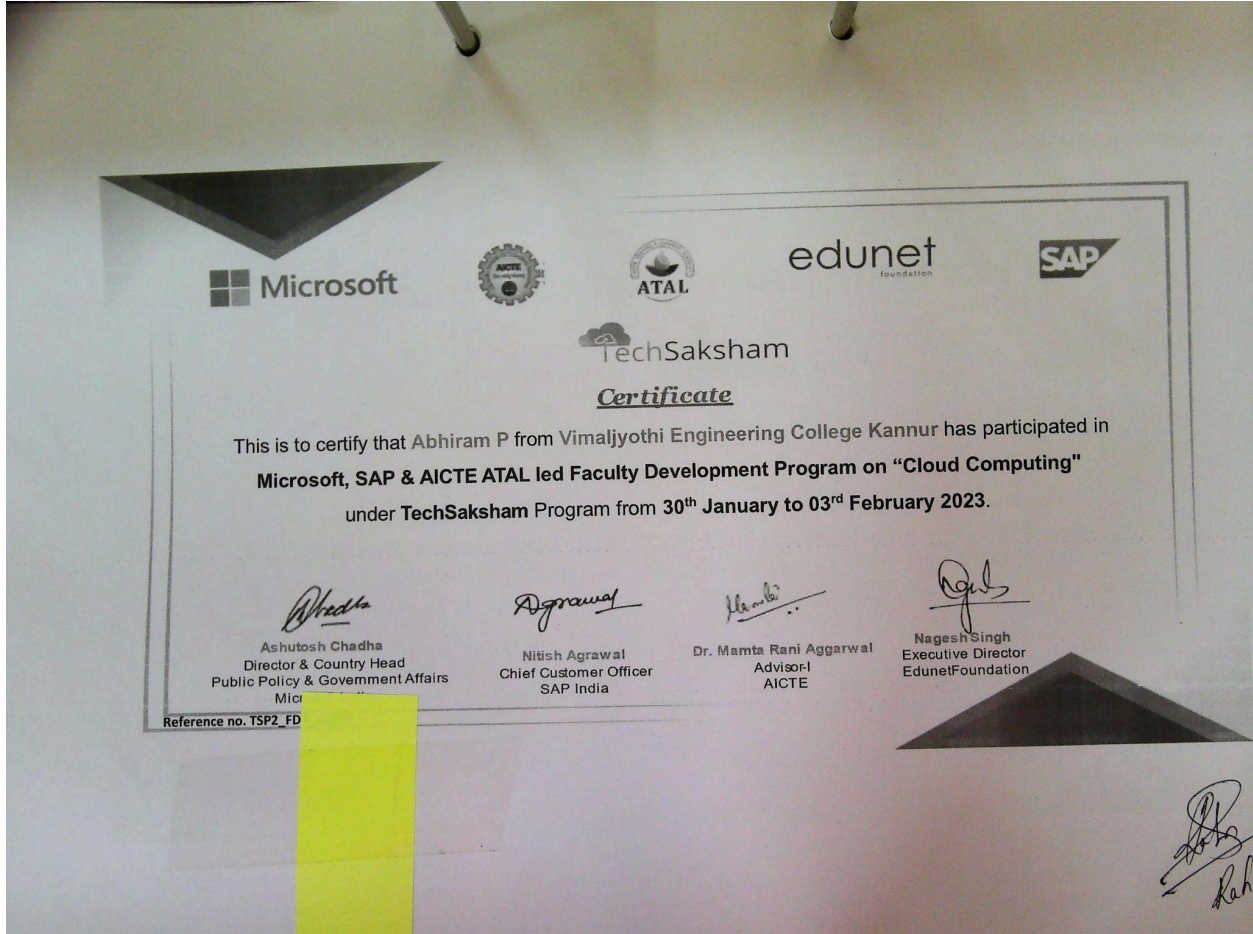 Microsoft
AICTE
ATAL
edunet
foundation
SAP
TechSaksham
Certificate
This is to certify that Abhiram P from Vimaljyothi Engineering College Kannur has participated in
Microsoft, SAP & AICTE ATAL led Faculty Development Program on “Cloud Computing"
under TechSaksham Program from 30th January to 03rd February 2023.
Agrawal
Ashutosh Chadha
Director & Country Head
Public Policy & Government Affairs
Nitish Agrawal
Chief Customer Officer
SAP India
Dr. Mamta Rani Aggarwal
Advisor-I
AICTE
Nagesh Singh
Executive Director
EdunetFoundation
Reference no. TSP2_FD